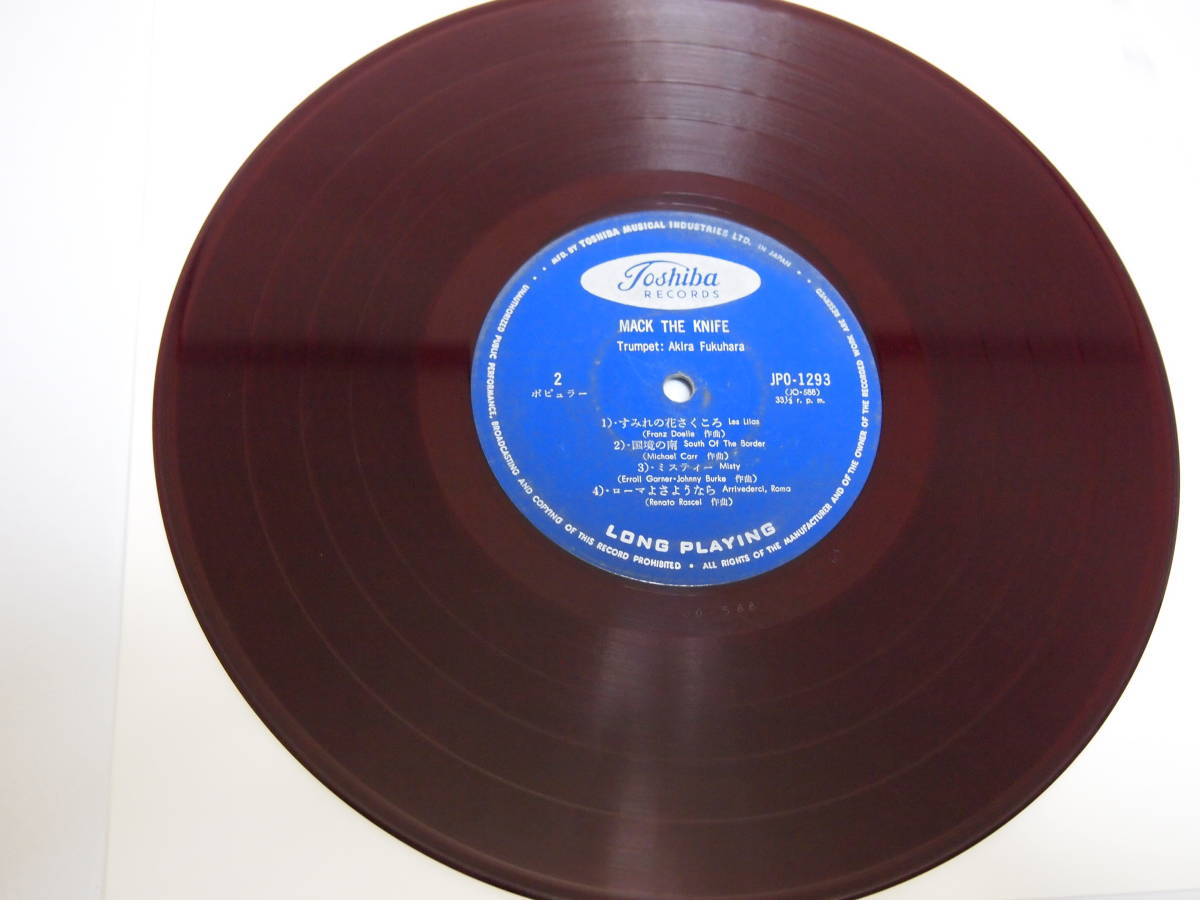 MFD. BY TOSHIBA MUSICAL INDUSTRIES LTD. IN JAPAN
Toshiba
RECORDS
MACK THE KNIFE
Trumpet: Akira Fukuhara
2
ポピュラー
JPO-1293
(JO-588)
33⅓ r. p. m.
1)・すみれの花さくころ Les Lilas
(Franz Doelle 作曲)
2)・国境の南 South Of The Border
(Michael Carr 作曲)
3)・ミスティー Misty
(Erroll Garner-Johnny Burke 作曲)
4)・ローマよさようなら Arrivederci, Roma
(Renato Rascel 作曲)
LONG PLAYING
UNAUTHORIZED PUBLIC PERFORMANCE, BROADCASTING AND COPYING OF THIS RECORD PROHIBITED • ALL RIGHTS OF THE MANUFACTURER AND OF THE OWNER OF THE RECORDED WORK ARE RESERVED